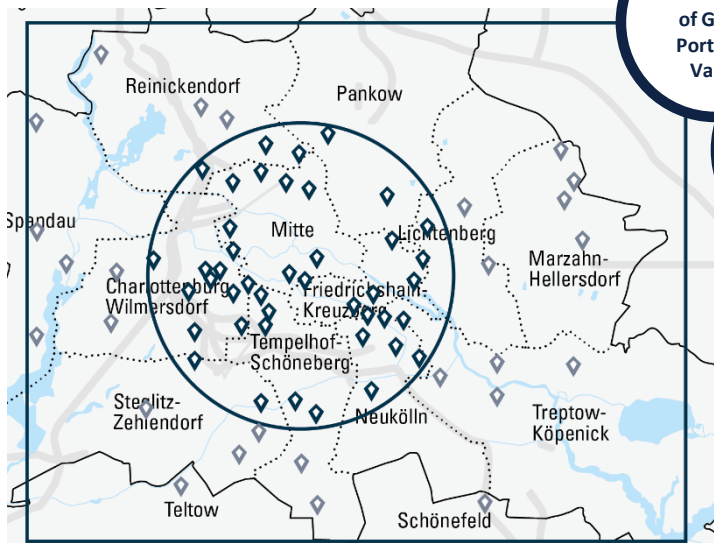 of G
Port
Va
Reinickendorf
Pankow
Spandau
Mitte
Lichtenberg
Marzahn-
Hellersdorf
Charlottenburg
Wilmersdorf
Friedrichshain-
Kreuzberg
Tempelhof-
Schöneberg
Steglitz-
Zehlendorf
Neukölln
Treptow-
Köpenick
Teltow
Schönefeld